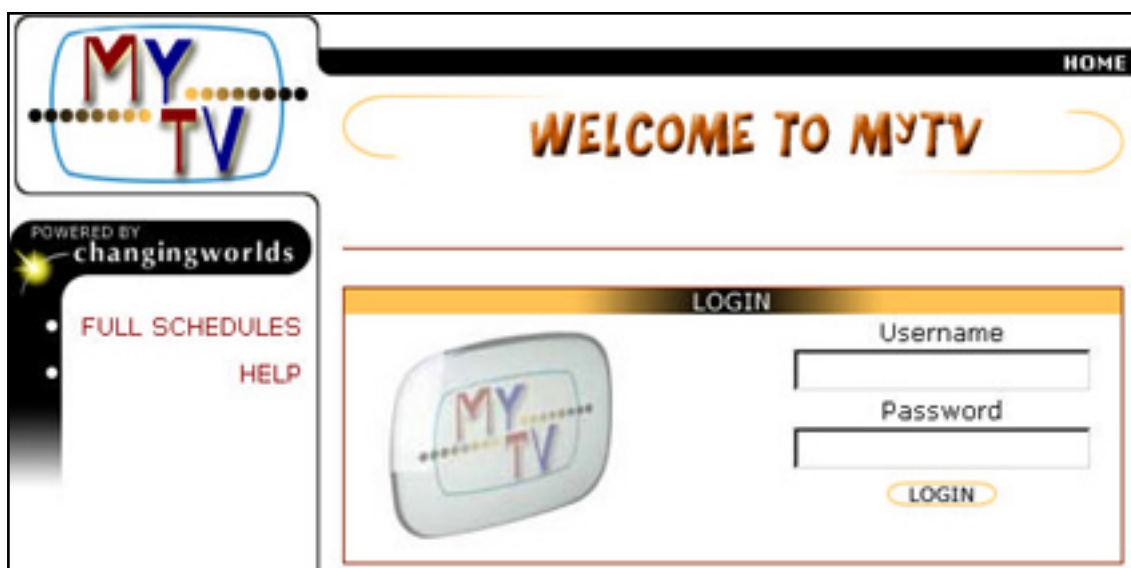 MY
TV
HOME
WELCOME TO MYTV
POWERED BY
changingworlds
FULL SCHEDULES
HELP
LOGIN
MY
TV
Username
Password
LOGIN